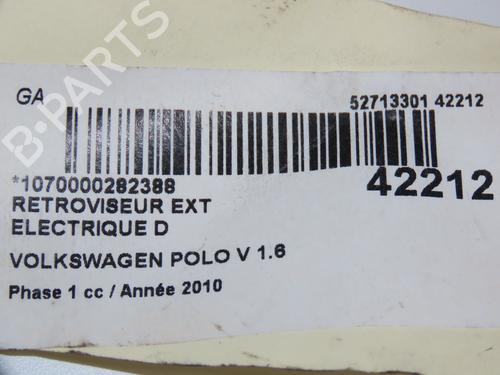 GA
52713301 42212
*1070000282388
42212
RETROVISEUR EXT
ELECTRIQUE D
VOLKSWAGEN POLO V 1.6
Phase 1 cc / Année 2010
B-PARTS